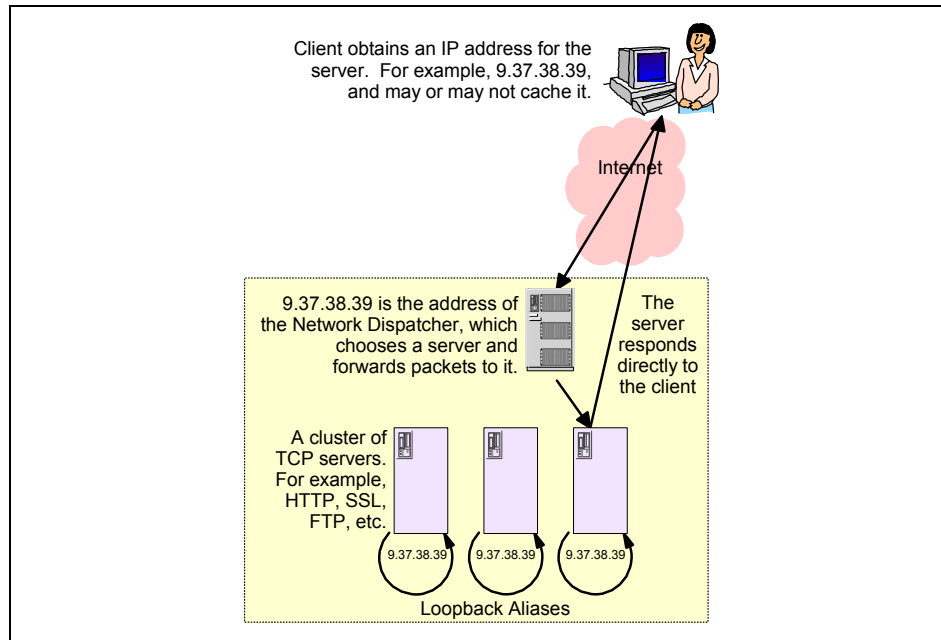 Client obtains an IP address for the
server.  For example, 9.37.38.39,
and may or may not cache it.
Internet
9.37.38.39 is the address of
the Network Dispatcher, which
chooses a server and
forwards packets to it.
The
server
responds
directly to
the client
A cluster of
TCP servers.
For example,
HTTP, SSL,
FTP, etc.
9.37.38.39
9.37.38.39
9.37.38.39
Loopback Aliases